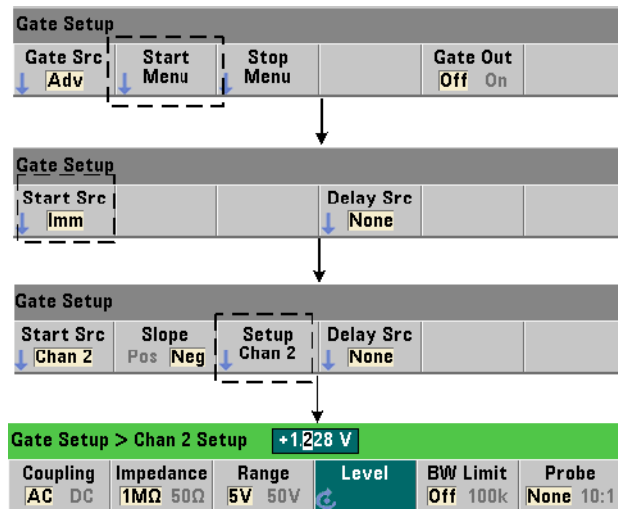 Gate Setup
Gate Src Start Stop Gate Out
Adv Menu Menu Off On
Gate Setup
Start Src Delay Src
Imm None
Gate Setup
Start Src Slope Setup Delay Src
Chan 2 Pos Neg Chan 2 None
Gate Setup > Chan 2 Setup +1.228 V
Coupling Impedance Range Level BW Limit Probe
AC DC 1MΩ 50Ω 5V 50V Off 100k None 10:1